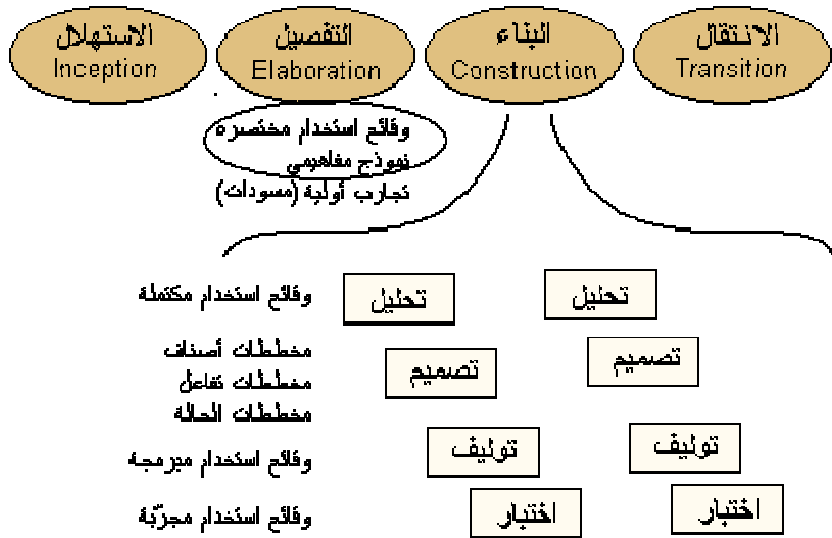 الاستهلال
Inception
التفصيل
Elaboration
البناء
Construction
الانتقال
Transition
وقائع استخدام مختصرة
نموذج مفاهيمي
تجارب أولية (مسودات)
وقائع استخدام مكتملة
تحليل
تحليل
مخططات أصناف
مخططات تفاعل
مخططات الحالة
تصميم
تصميم
وقائع استخدام مبرمجة
توليف
توليف
وقائع استخدام مجرّبة
اختبار
اختبار